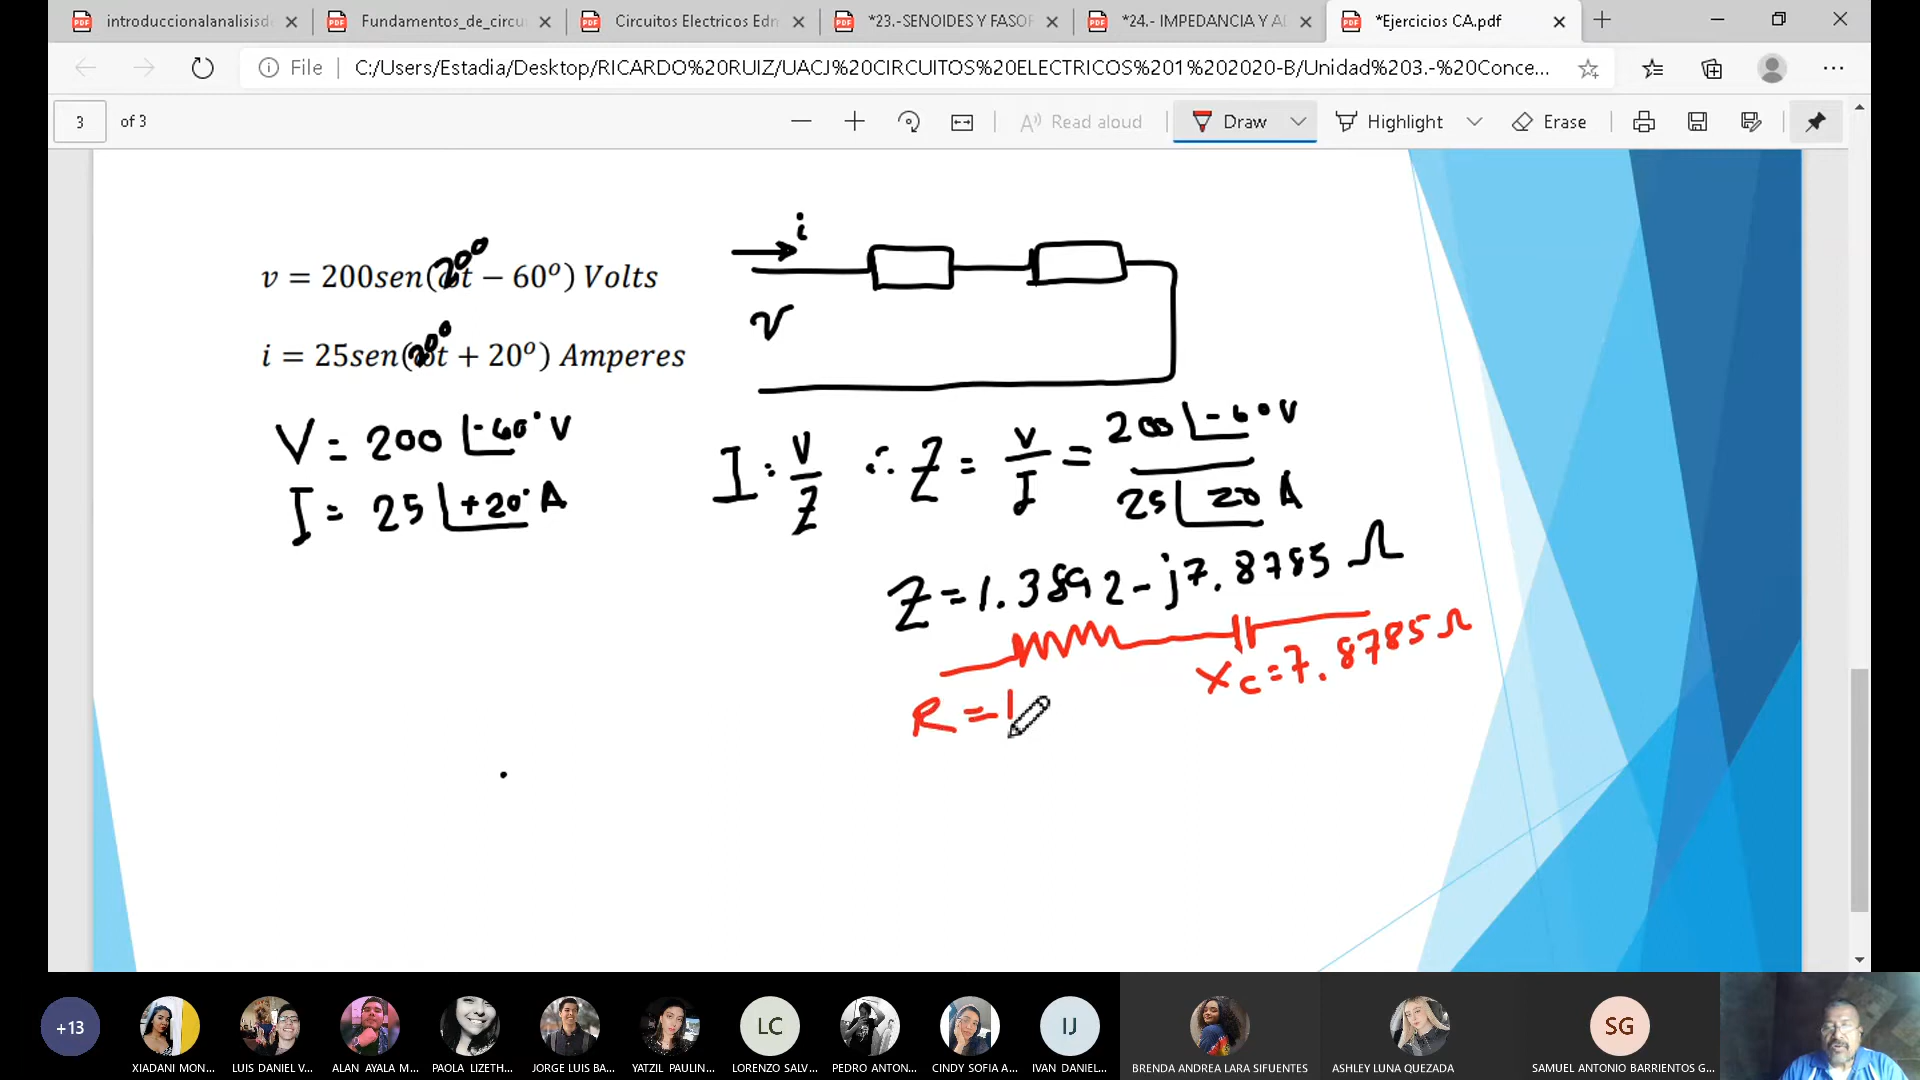 introduccionalanalisisd
Fundamentos_de_circu
Circuitos Electricos Edm
*23.-SENOIDES Y FASOR
*24.- IMPEDANCIA Y AD
*Ejercicios CA.pdf
File
C:/Users/Estadia/Desktop/RICARDO%20RUIZ/UACJ%20CIRCUITOS%20ELECTRICOS%201%202020-B/Unidad%203.-%20Conce...
3 of 3
Read aloud
Draw
Highlight
Erase
i
v = 200sen(ωt − 60°) Volts
200
v
i = 25sen(ωt + 20°) Amperes
200
V = 200 ∠-60° V
I = 25 ∠+20° A
I = V/Z ∴ Z = V/I = 200 ∠-60 V / 25 ∠20 A
Z = 1.3892 - j7.8785 Ω
Xc = 7.8785 Ω
R = 1
+13
LC
IJ
SG
XIADANI MON...
LUIS DANIEL V...
ALAN AYALA M...
PAOLA LIZETH...
JORGE LUIS BA...
YATZIL PAULIN...
LORENZO SALV...
PEDRO ANTON...
CINDY SOFIA A...
IVAN DANIEL...
BRENDA ANDREA LARA SIFUENTES
ASHLEY LUNA QUEZADA
SAMUEL ANTONIO BARRIENTOS G...